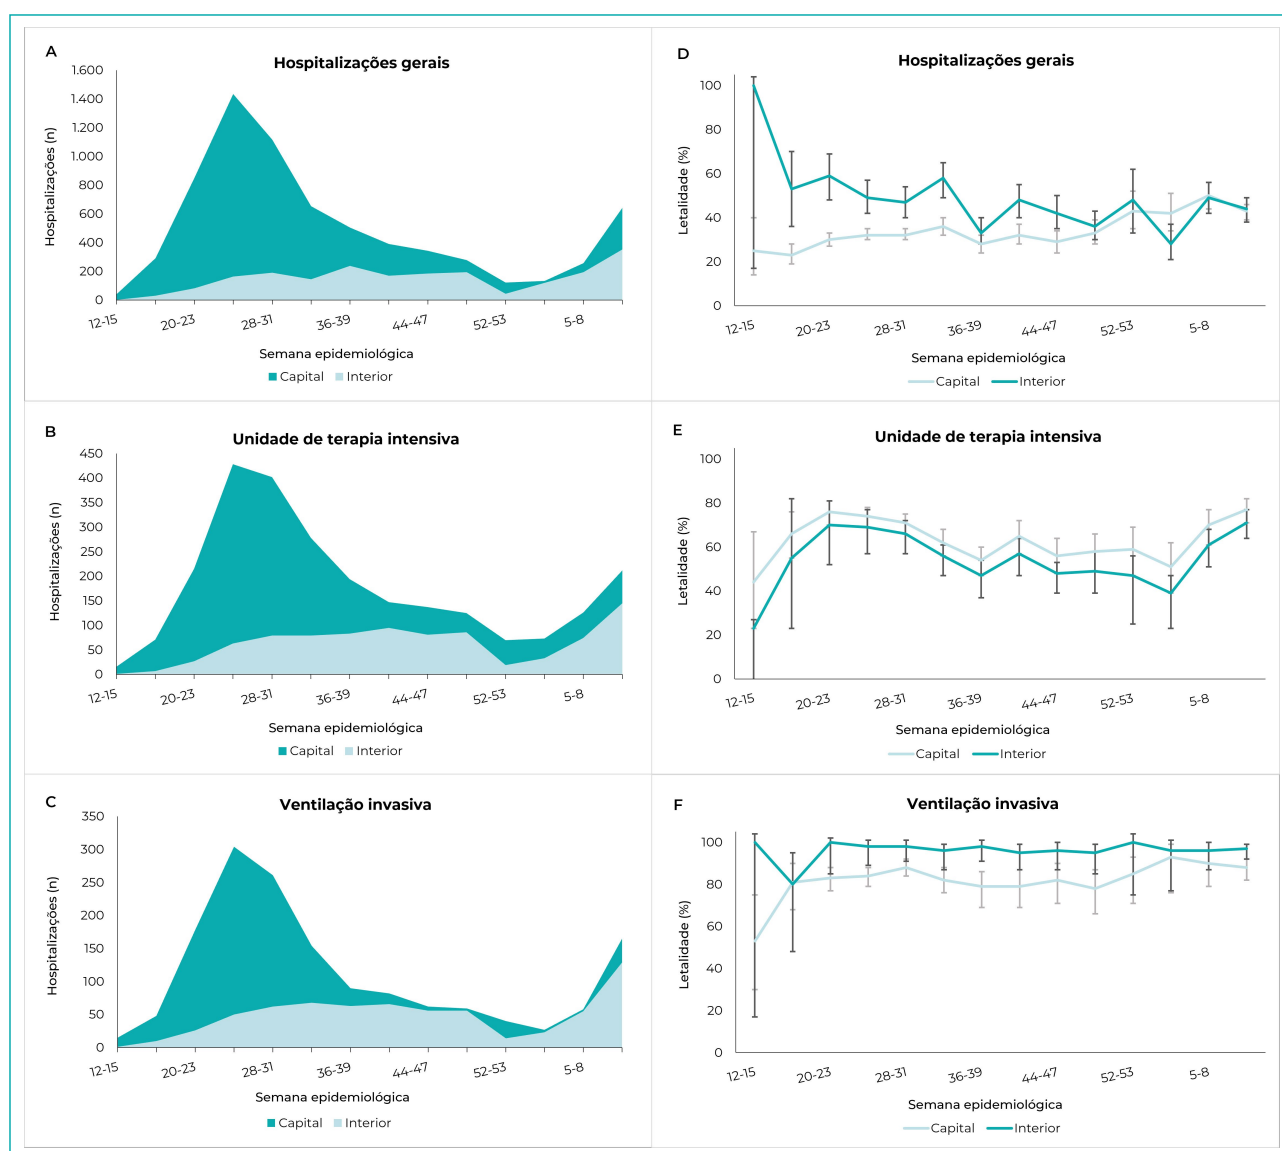 A
Hospitalizações gerais
1.600
1.400
1.200
1.000
800
600
400
200
0
Hospitalizações (n)
12-15
20-23
28-31
36-39
44-47
52-53
5-8
Semana epidemiológica
Capital Interior
D
Hospitalizações gerais
100
80
60
40
20
0
Letalidade (%)
12-15
20-23
28-31
36-39
44-47
52-53
5-8
Semana epidemiológica
Capital Interior
B
Unidade de terapia intensiva
450
400
350
300
250
200
150
100
50
0
Hospitalizações (n)
12-15
20-23
28-31
36-39
44-47
52-53
5-8
Semana epidemiológica
Capital Interior
E
Unidade de terapia intensiva
100
80
60
40
20
0
Letalidade (%)
12-15
20-23
28-31
36-39
44-47
52-53
5-8
Semana epidemiológica
Capital Interior
C
Ventilação invasiva
350
300
250
200
150
100
50
0
Hospitalizações (n)
12-15
20-23
28-31
36-39
44-47
52-53
5-8
Semana epidemiológica
Capital Interior
F
Ventilação invasiva
100
80
60
40
20
0
Letalidade (%)
12-15
20-23
28-31
36-39
44-47
52-53
5-8
Semana epidemiológica
Capital Interior